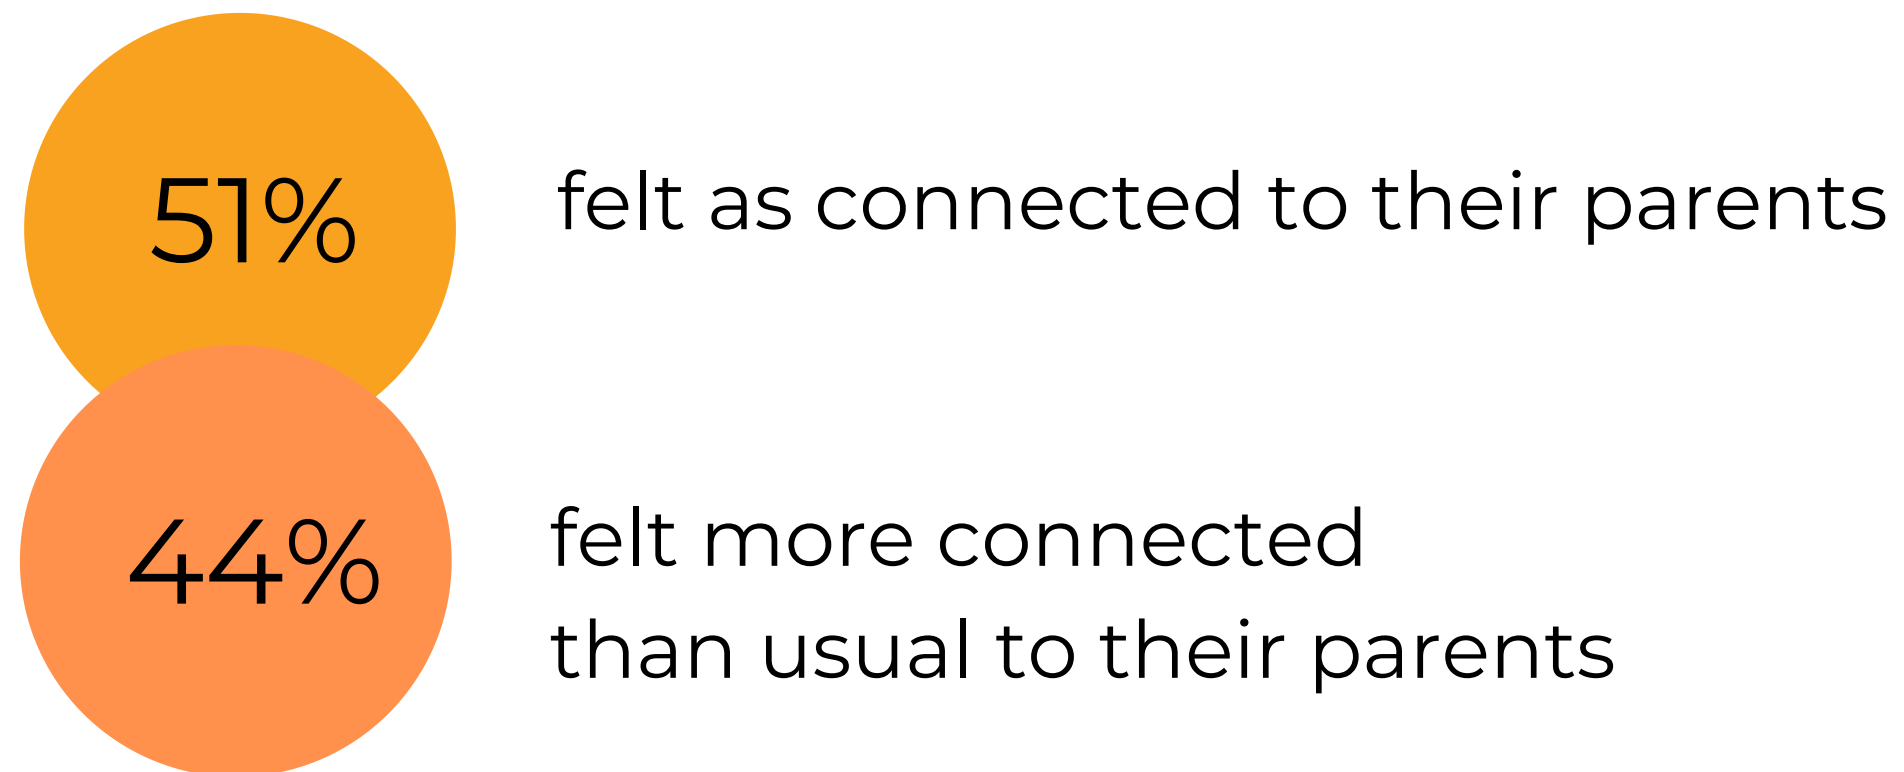 51%
felt as connected to their parents
44%
felt more connected
than usual to their parents